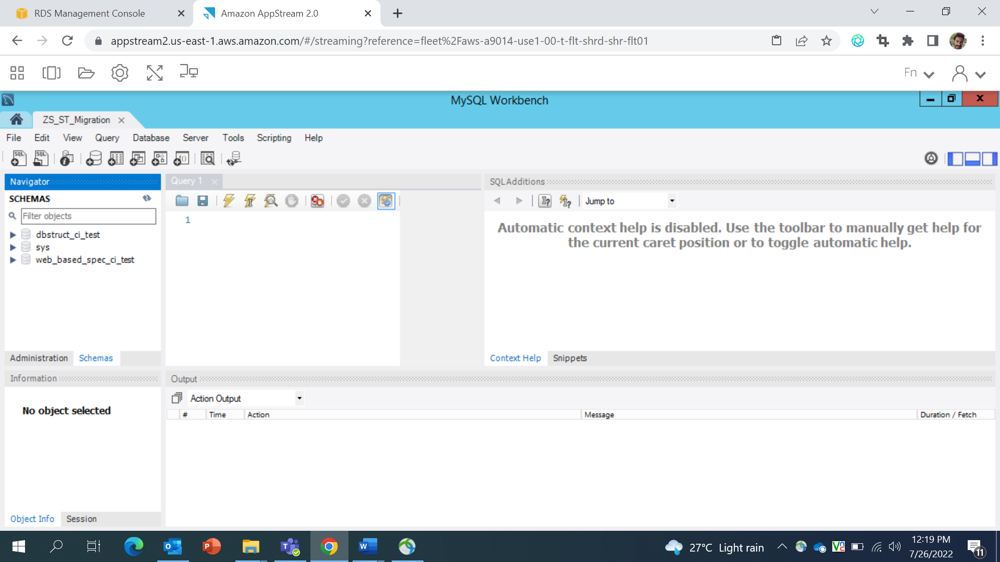 RDS Management Console
Amazon AppStream 2.0
appstream2.us-east-1.aws.amazon.com/#/streaming?reference=fleet%2Faws-a9014-use1-00-t-flt-shrd-shr-flt01
Fn
MySQL Workbench
ZS_ST_Migration
File Edit View Query Database Server Tools Scripting Help
Navigator
SCHEMAS
Filter objects
dbstruct_ci_test
sys
web_based_spec_ci_test
Administration Schemas
Query 1
1
SQLAdditions
Jump to
Automatic context help is disabled. Use the toolbar to manually get help for
the current caret position or to toggle automatic help.
Context Help Snippets
Information
No object selected
Object Info Session
Output
Action Output
# Time Action Message Duration / Fetch
27°C Light rain
12:19 PM
7/26/2022
11